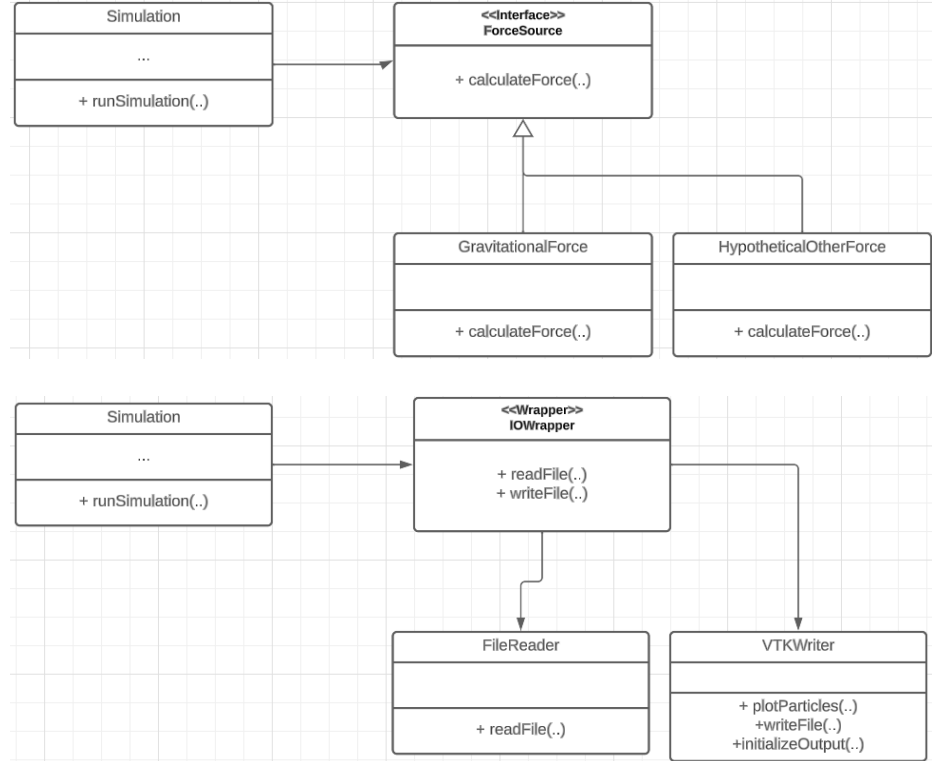 Simulation
...
+ runSimulation(..)
<<Interface>>
ForceSource
+ calculateForce(..)
GravitationalForce
+ calculateForce(..)
HypotheticalOtherForce
+ calculateForce(..)
Simulation
...
+ runSimulation(..)
<<Wrapper>>
IOWrapper
+ readFile(..)
+ writeFile(..)
FileReader
+ readFile(..)
VTKWriter
+ plotParticles(..)
+writeFile(..)
+initializeOutput(..)